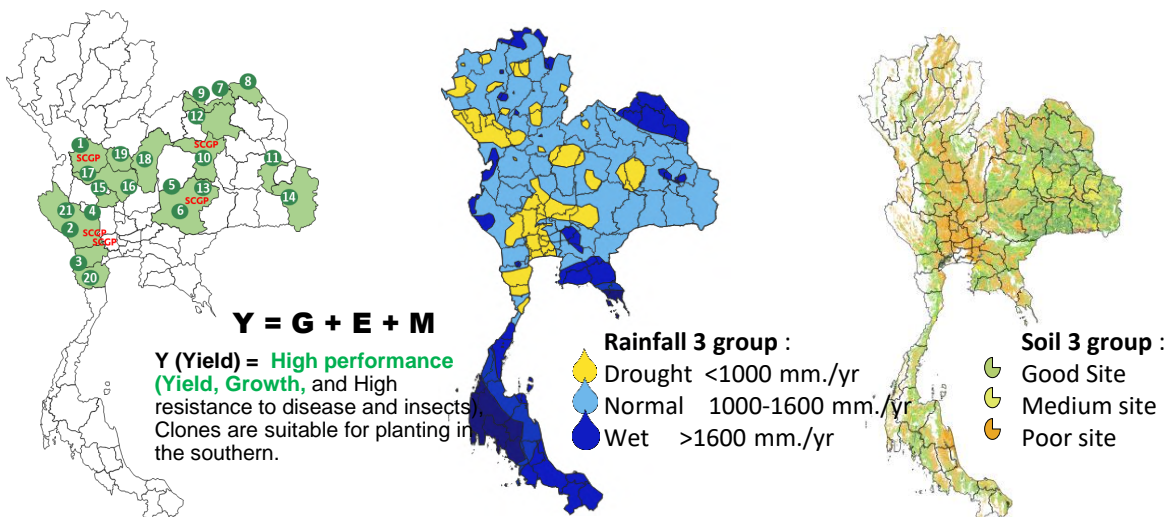 8
7
9
12
1
SCGP
SCGP
19
18
10
11
17
5
13
15
16
SCGP
14
21
4
6
2
SCGP
SCGP
3
20
Y = G + E + M
Y (Yield) = High performance
(Yield, Growth, and High
resistance to disease and insects),
Clones are suitable for planting in
the southern.
Rainfall 3 group :
Drought <1000 mm./yr
Normal 1000-1600 mm./yr
Wet >1600 mm./yr
Soil 3 group :
Good Site
Medium site
Poor site